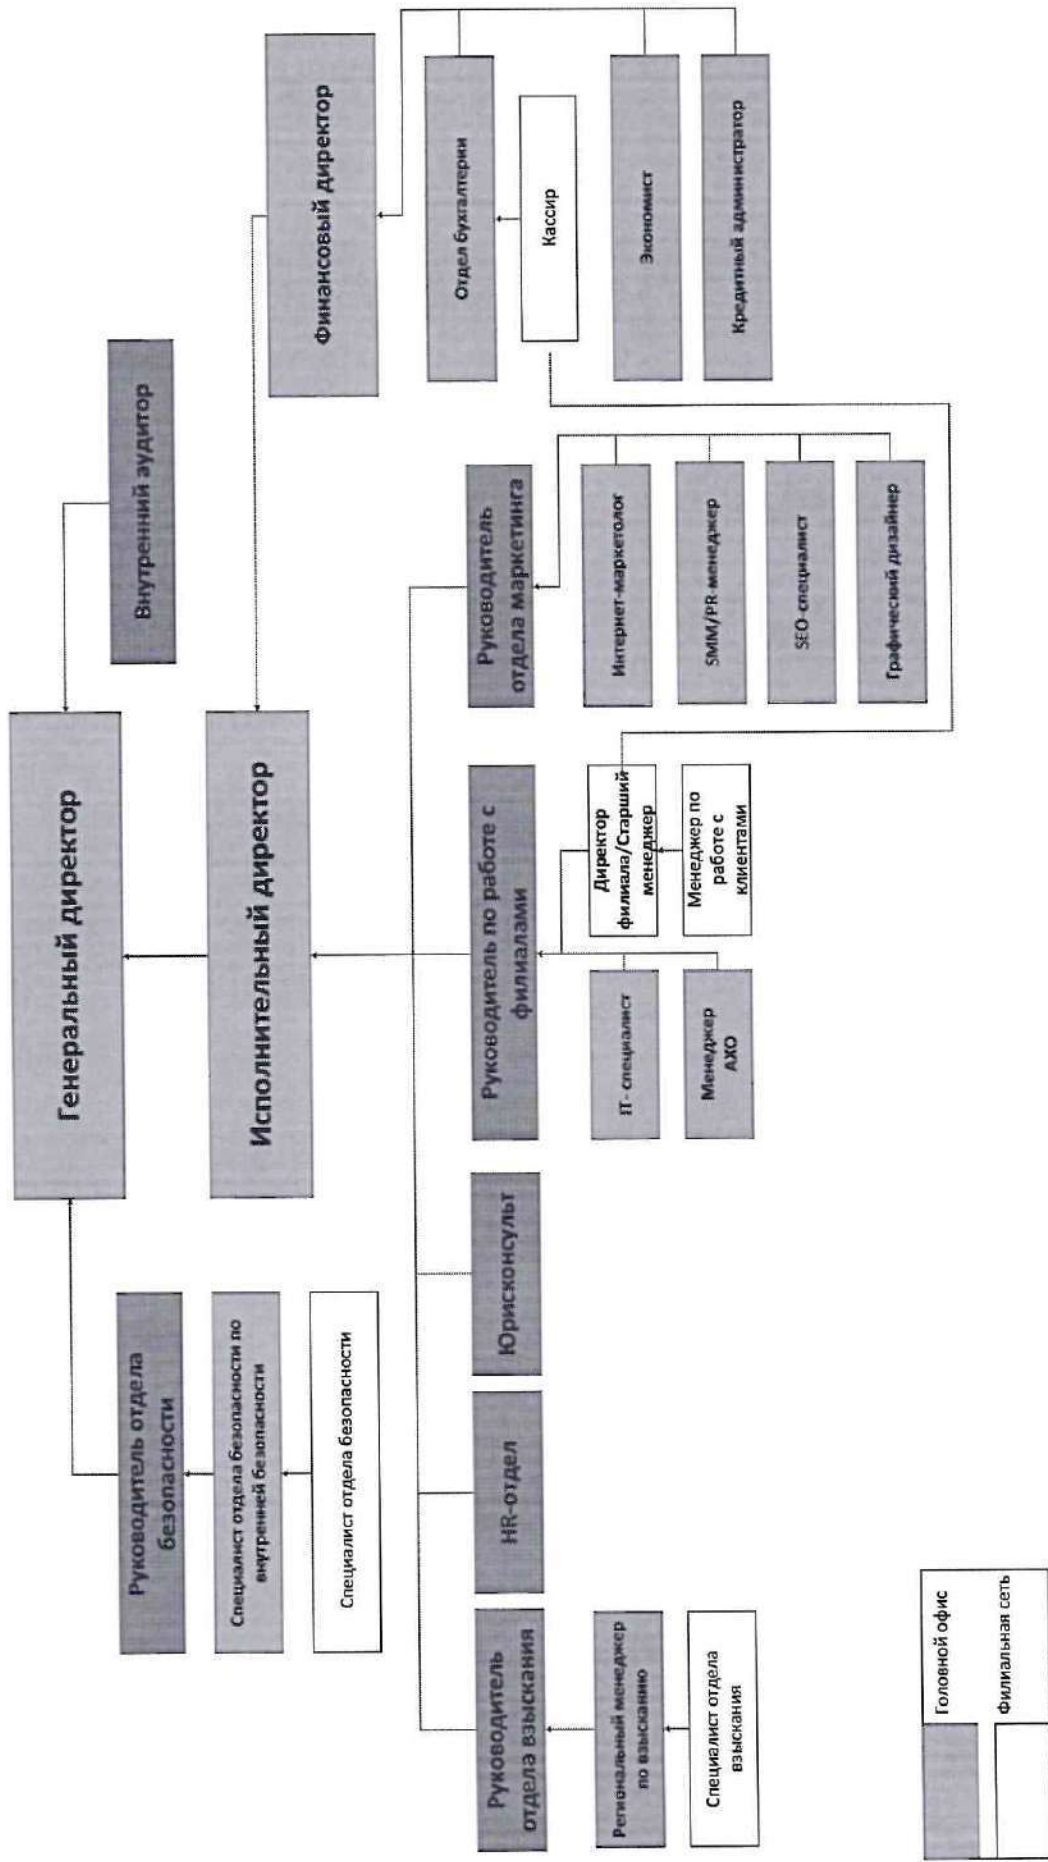 Генеральный директор
Внутренний аудитор
Руководитель отдела
безопасности
Специалист отдела безопасности по
внутренней безопасности
Специалист отдела безопасности
Исполнительный директор
Финансовый директор
Отдел бухгалтерии
Кассир
Экономист
Кредитный администратор
Руководитель
отдела взыскания
Региональный менеджер
по взысканию
Специалист отдела
взыскания
HR-отдел
Юрисконсульт
Руководитель по работе с
филиалами
IT- специалист
Менеджер
АХО
Директор
филиала/Старший
менеджер
Менеджер по
работе с
клиентами
Руководитель
отдела маркетинга
Интернет-маркетолог
SMM/PR-менеджер
SEO-специалист
Графический дизайнер
Головной офис
Филиальная сеть